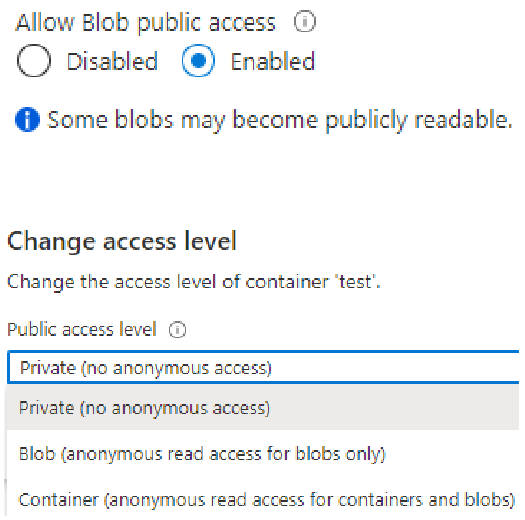 Allow Blob public access
Disabled Enabled
Some blobs may become publicly readable.
Change access level
Change the access level of container 'test'.
Public access level
Private (no anonymous access)
Private (no anonymous access)
Blob (anonymous read access for blobs only)
Container (anonymous read access for containers and blobs)